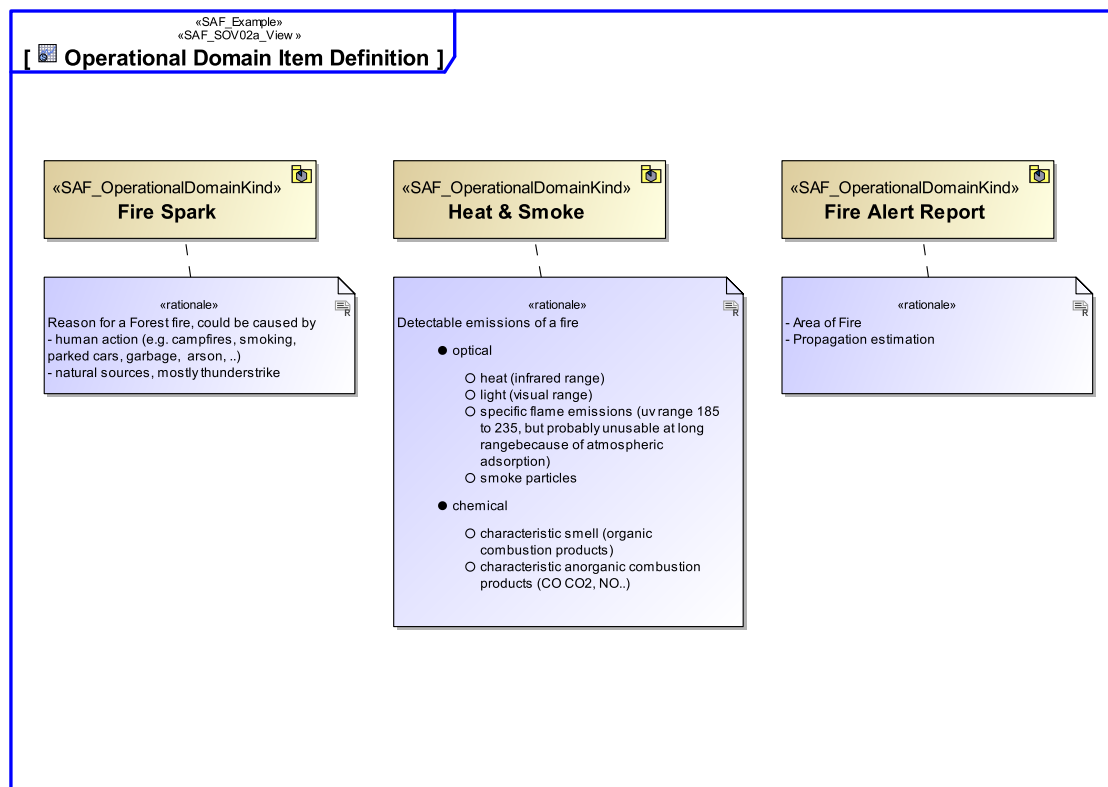 «SAF_Example»
«SAF_SOV02a_View »
[ Operational Domain Item Definition ]
«SAF_OperationalDomainKind»
Fire Spark
«rationale»
Reason for a Forest fire, could be caused by
- human action (e.g. campfires, smoking,
parked cars, garbage, arson, ..)
- natural sources, mostly thunderstrike
«SAF_OperationalDomainKind»
Heat & Smoke
«rationale»
Detectable emissions of a fire
● optical
○ heat (infrared range)
○ light (visual range)
○ specific flame emissions (uv range 185
to 235, but probably unusable at long
rangebecause of atmospheric
adsorption)
○ smoke particles
● chemical
○ characteristic smell (organic
combustion products)
○ characteristic anorganic combustion
products (CO CO2, NO..)
«SAF_OperationalDomainKind»
Fire Alert Report
«rationale»
- Area of Fire
- Propagation estimation